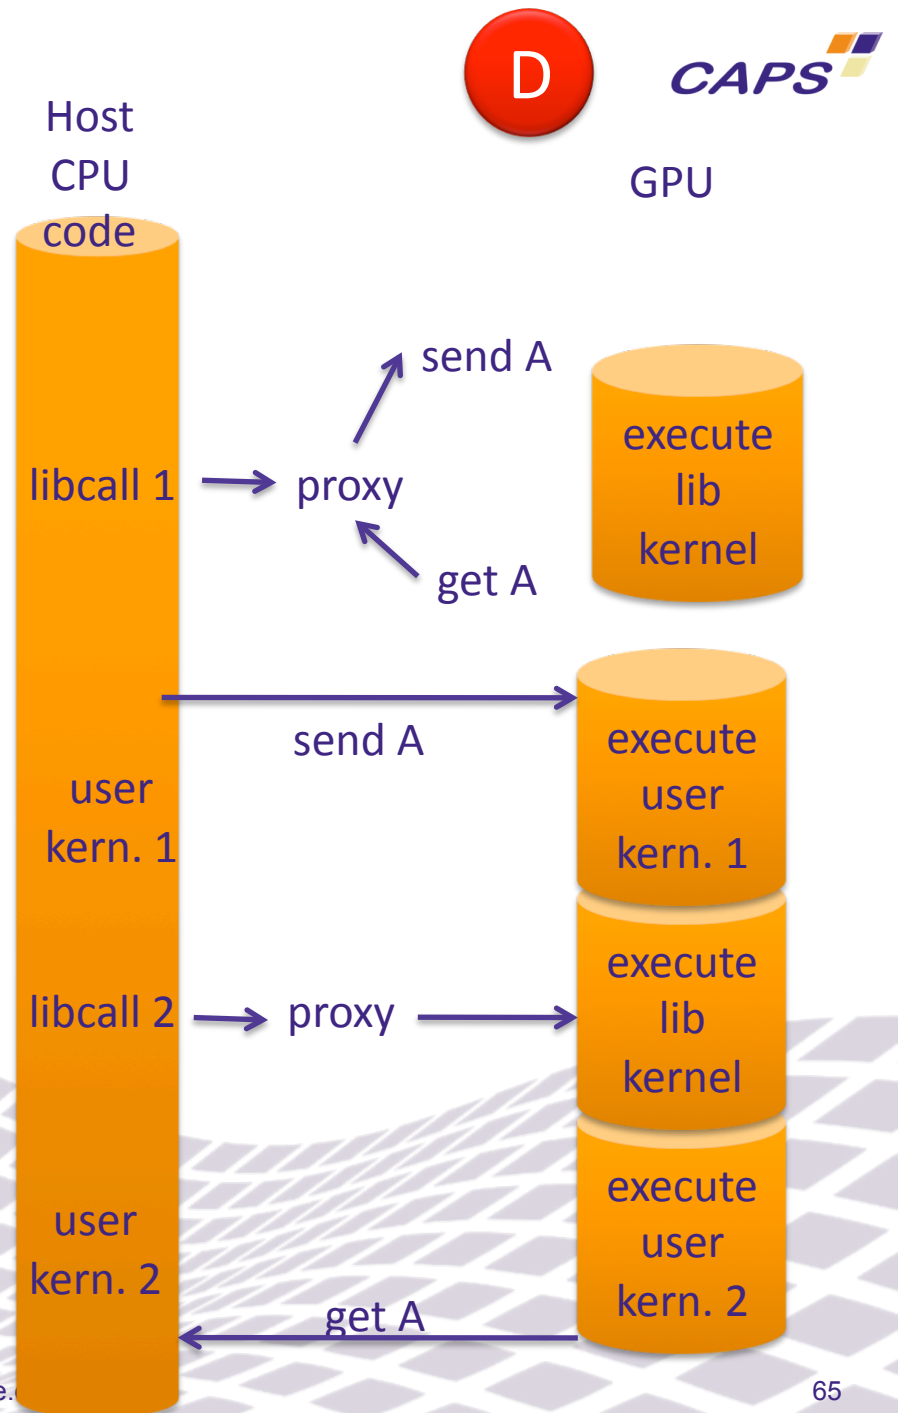 D
CAPS
Host
CPU
code
GPU
send A
libcall 1
proxy
get A
execute
lib
kernel
send A
user
kern. 1
execute
user
kern. 1
libcall 2
proxy
execute
lib
kernel
user
kern. 2
execute
user
kern. 2
get A
65